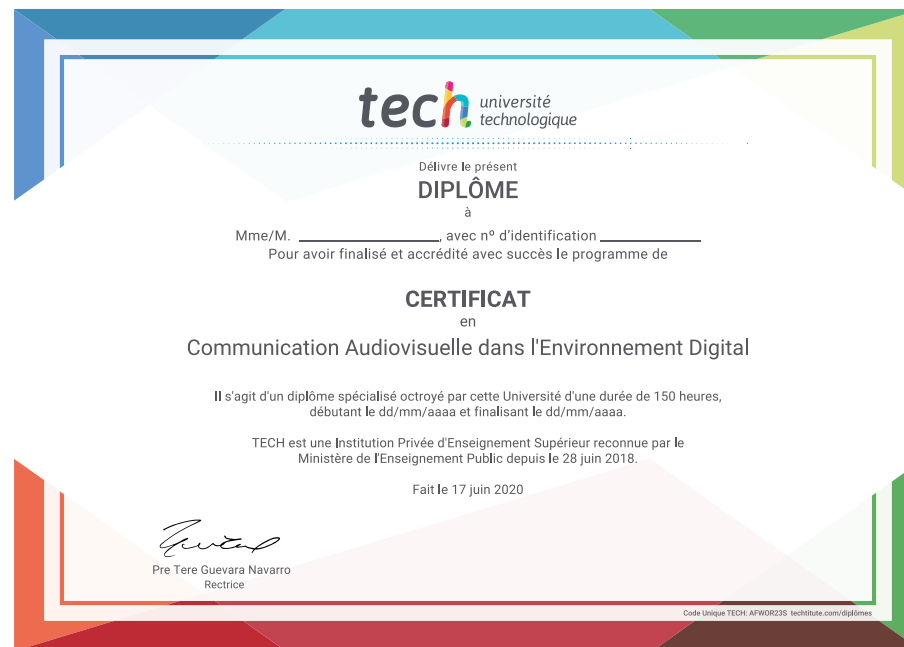 tech université
technologique
Délivre le présent
DIPLÔME
à
Mme/M. ____________________, avec nº d'identification ______________
Pour avoir finalisé et accrédité avec succès le programme de
CERTIFICAT
en
Communication Audiovisuelle dans l'Environnement Digital
Il s'agit d'un diplôme spécialisé octroyé par cette Université d'une durée de 150 heures,
débutant le dd/mm/aaaa et finalisant le dd/mm/aaaa.
TECH est une Institution Privée d'Enseignement Supérieur reconnue par le
Ministère de l'Enseignement Public depuis le 28 juin 2018.
Fait le 17 juin 2020
Pre Tere Guevara Navarro
Rectrice
Code Unique TECH: AFWOR23S techtitute.com/diplômes